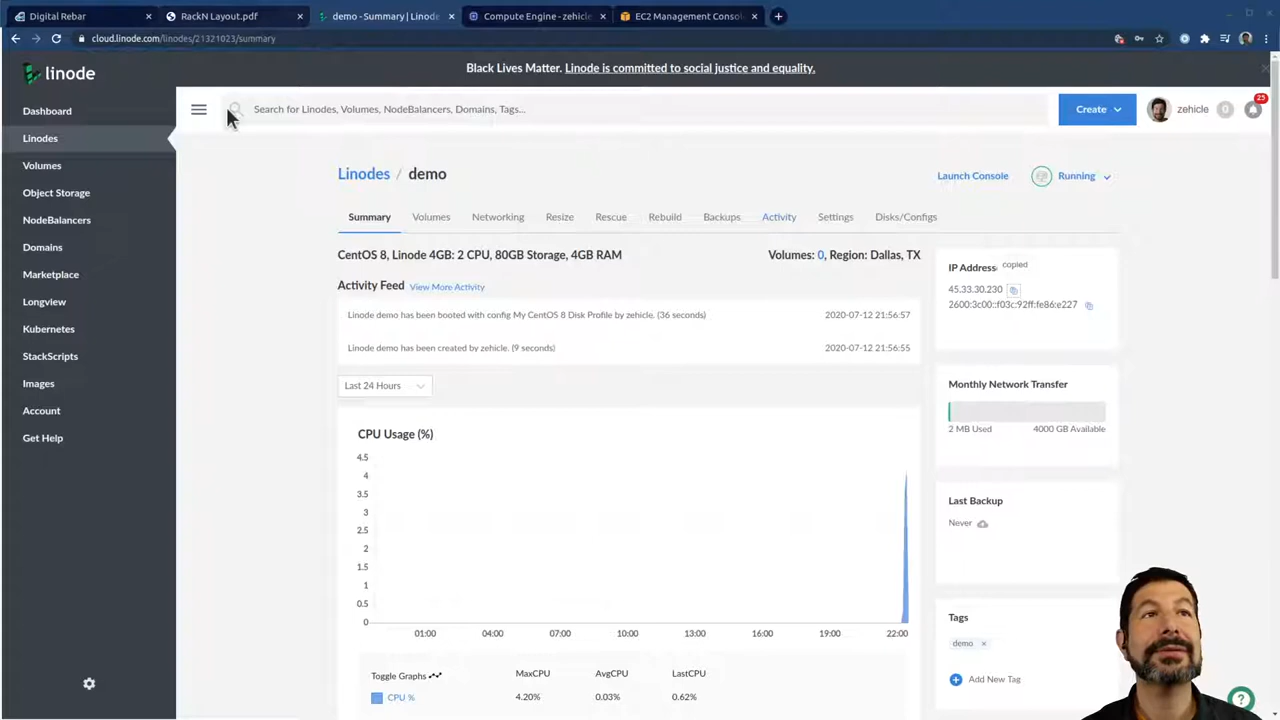 Digital Rebar
RackN Layout.pdf
demo - Summary | Linode
Compute Engine - zehicle
EC2 Management Consol
cloud.linode.com/linodes/21321023/summary
Black Lives Matter. Linode is committed to social justice and equality.
linode
Search for Linodes, Volumes, NodeBalancers, Domains, Tags...
Create
zehicle
0
25
Dashboard
Linodes
Volumes
Object Storage
NodeBalancers
Domains
Marketplace
Longview
Kubernetes
StackScripts
Images
Account
Get Help
Linodes / demo
Launch Console
Running
Summary
Volumes
Networking
Resize
Rescue
Rebuild
Backups
Activity
Settings
Disks/Configs
CentOS 8, Linode 4GB: 2 CPU, 80GB Storage, 4GB RAM
Volumes: 0, Region: Dallas, TX
Activity Feed View More Activity
Linode demo has been booted with config My CentOS 8 Disk Profile by zehicle. (36 seconds)
2020-07-12 21:56:57
Linode demo has been created by zehicle. (9 seconds)
2020-07-12 21:56:55
Last 24 Hours
CPU Usage (%)
4.5
4
3.5
3
2.5
2
1.5
1
0.5
0
01:00
04:00
07:00
10:00
13:00
16:00
19:00
22:00
Toggle Graphs
MaxCPU
AvgCPU
LastCPU
CPU %
4.20%
0.03%
0.62%
IP Address
copied
45.33.30.230
2600:3c00::f03c:92ff:fe86:e227
Monthly Network Transfer
2 MB Used
4000 GB Available
Last Backup
Never
Tags
demo
Add New Tag